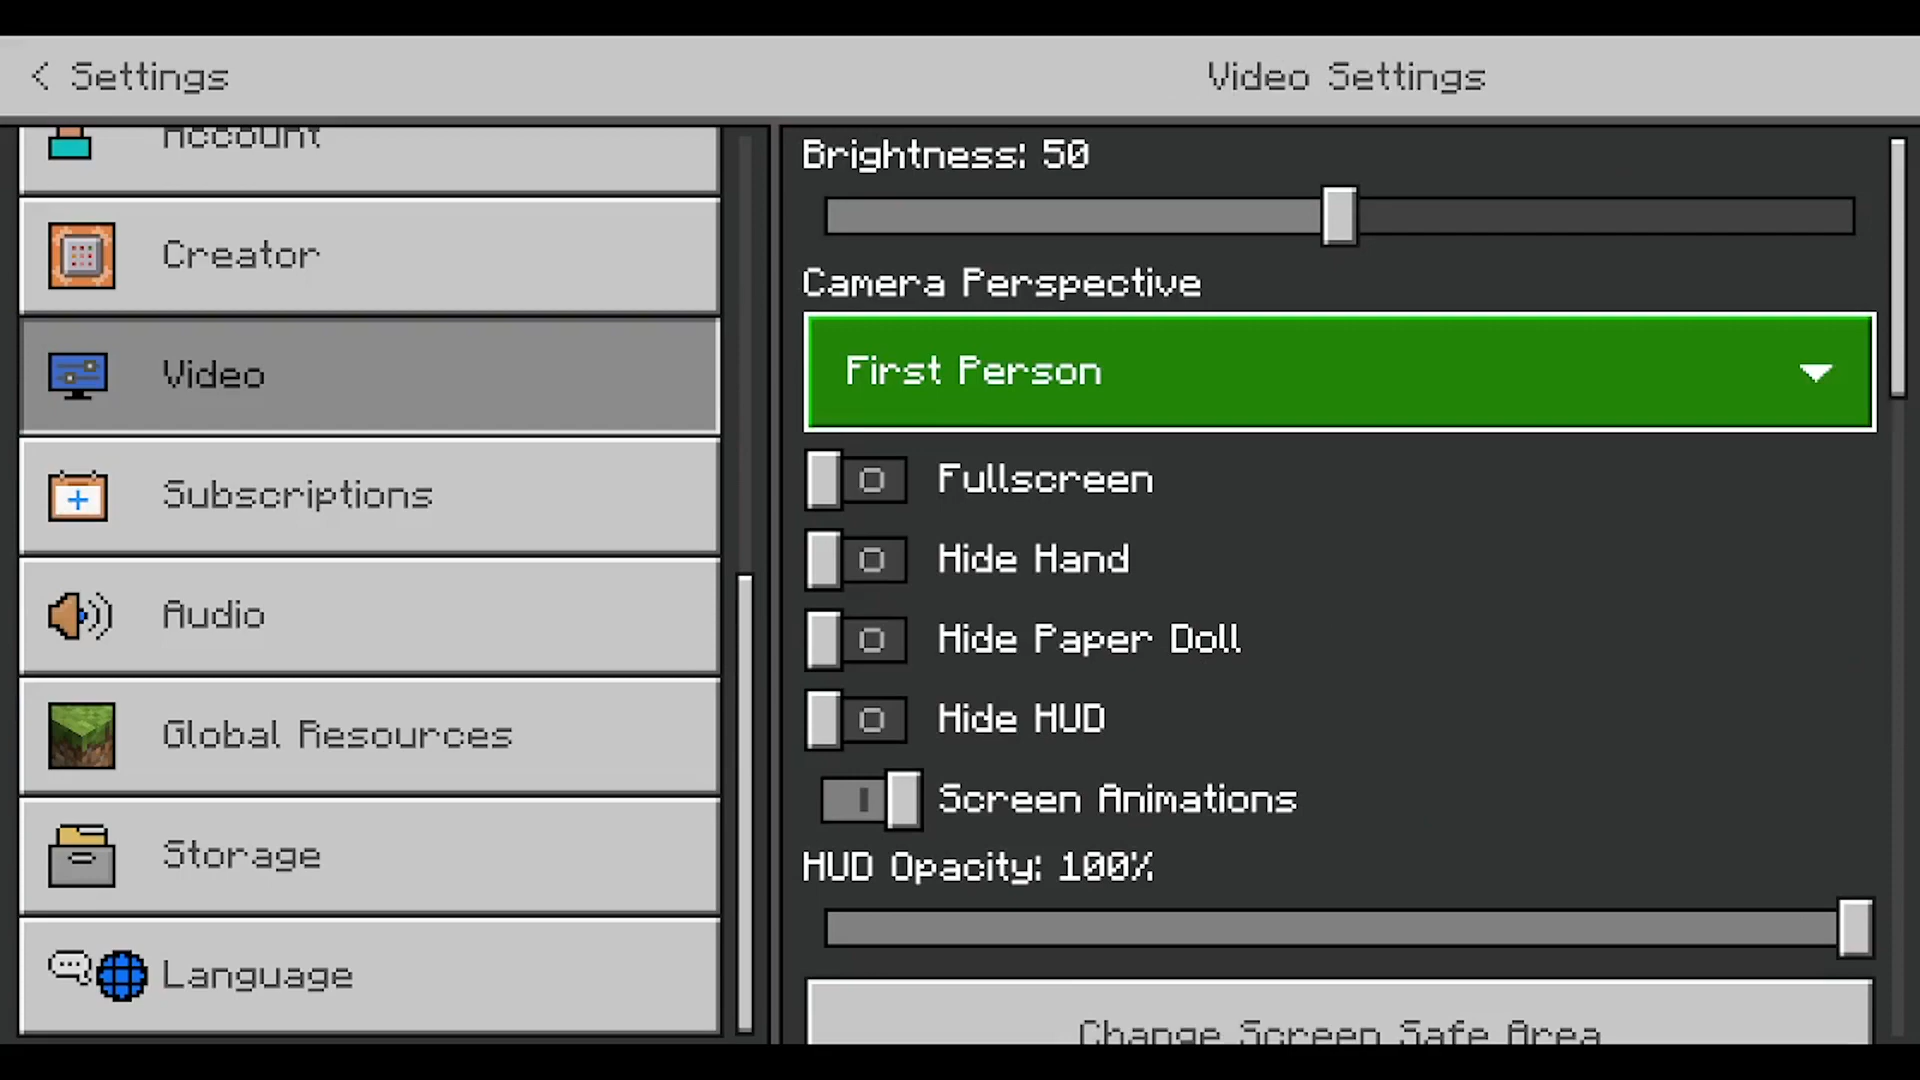 Settings
Video Settings
Account
Creator
Video
Subscriptions
Audio
Global Resources
Storage
Language
Brightness: 50
Camera Perspective
First Person
Fullscreen
Hide Hand
Hide Paper Doll
Hide HUD
Screen Animations
HUD Opacity: 100%
Change Screen Safe Area